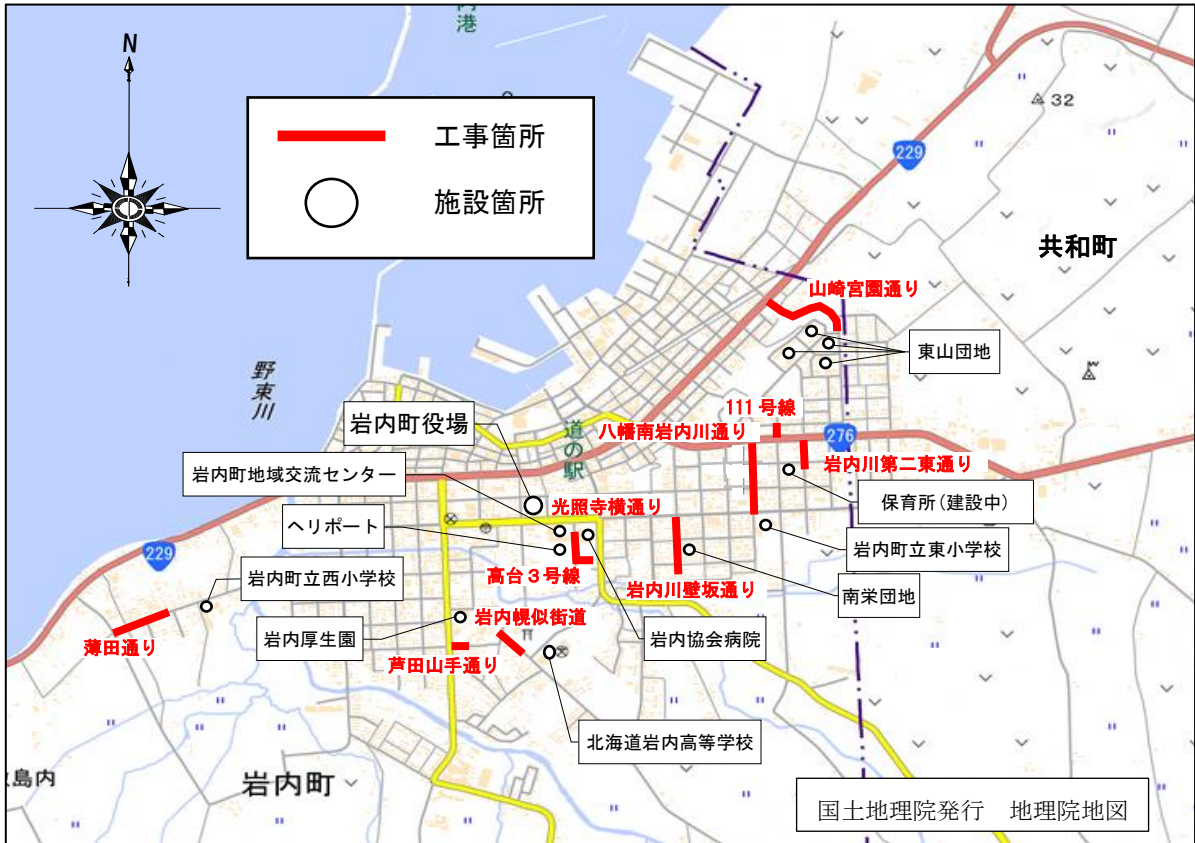 内港
N
工事箇所
施設箇所
32
229
共和町
山崎宮園通り
東山団地
野束川
111 号線
岩内町役場
道の駅
八幡南岩内川通り
276
岩内川第二東通り
岩内町地域交流センター
保育所(建設中)
光照寺横通り
ヘリポート
岩内町立東小学校
229
高台3号線
岩内川壁坂通り
南栄団地
岩内町立西小学校
岩内幌似街道
岩内厚生園
岩内協会病院
薄田通り
芦田山手通り
北海道岩内高等学校
島内
岩内町
国土地理院発行 地理院地図